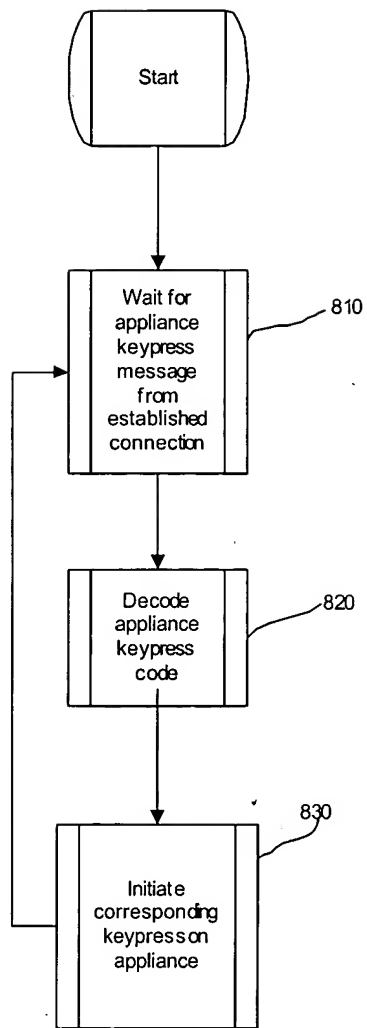 Start
Wait for
appliance
keypress
message
from
established
connection
810
Decode
appliance
keypress
code
820
830
Initiate
corresponding
keypress on
appliance